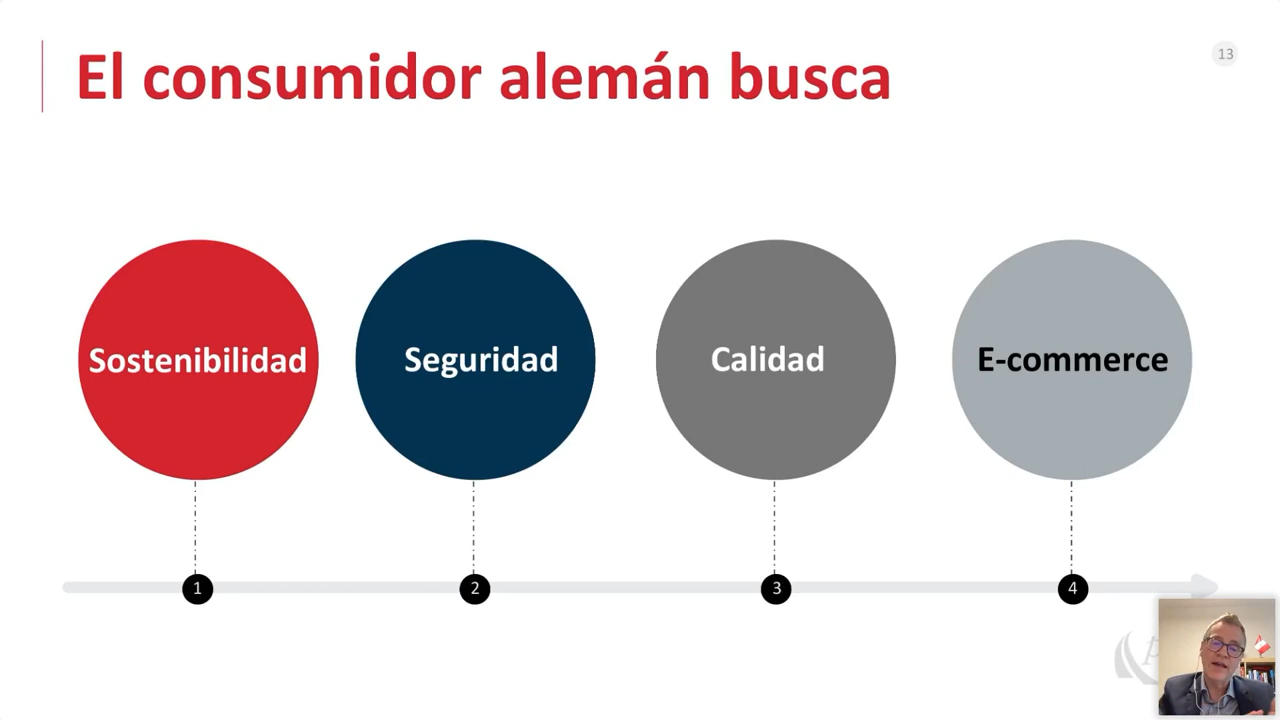 El consumidor alemán busca
13
Sostenibilidad
Seguridad
Calidad
E-commerce
1
2
3
4